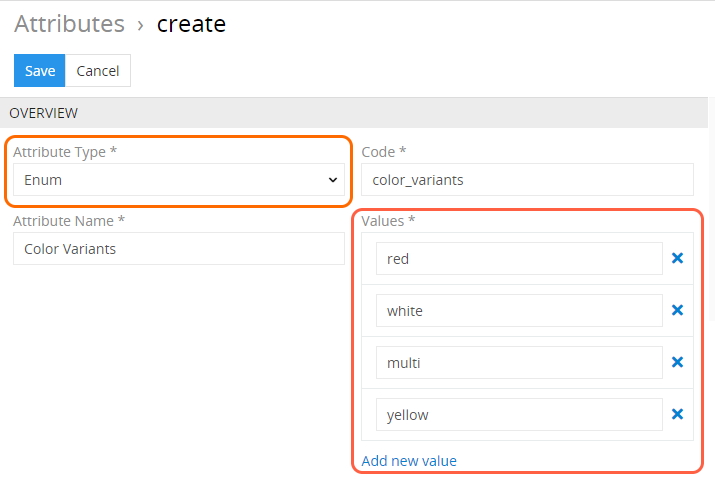 Attributes › create
Save Cancel
OVERVIEW
Attribute Type * Code *
Enum color_variants
Attribute Name * Values *
Color Variants
red
white
multi
yellow
Add new value